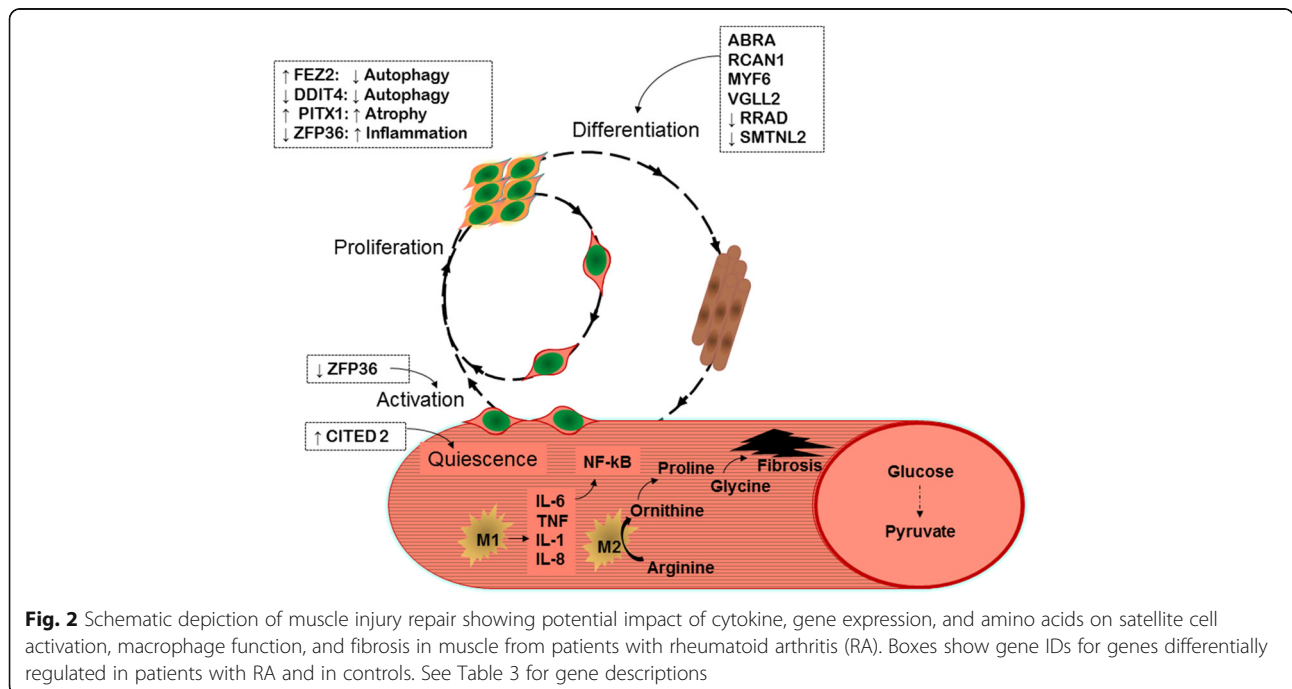 ↑ FEZ2: ↓ Autophagy
↓ DDIT4: ↓ Autophagy
↑ PITX1: ↑ Atrophy
↓ ZFP36: ↑ Inflammation
ABRA
RCAN1
MYF6
VGLL2
↓ RRAD
↓ SMTNL2
Differentiation
Proliferation
↓ ZFP36
Activation
↑ CITED 2
Quiescence
NF-kB
IL-6
TNF
IL-1
IL-8
M1
M2
Proline
Glycine
Fibrosis
Ornithine
Arginine
Glucose
Pyruvate
Fig. 2 Schematic depiction of muscle injury repair showing potential impact of cytokine, gene expression, and amino acids on satellite cell
activation, macrophage function, and fibrosis in muscle from patients with rheumatoid arthritis (RA). Boxes show gene IDs for genes differentially
regulated in patients with RA and in controls. See Table 3 for gene descriptions